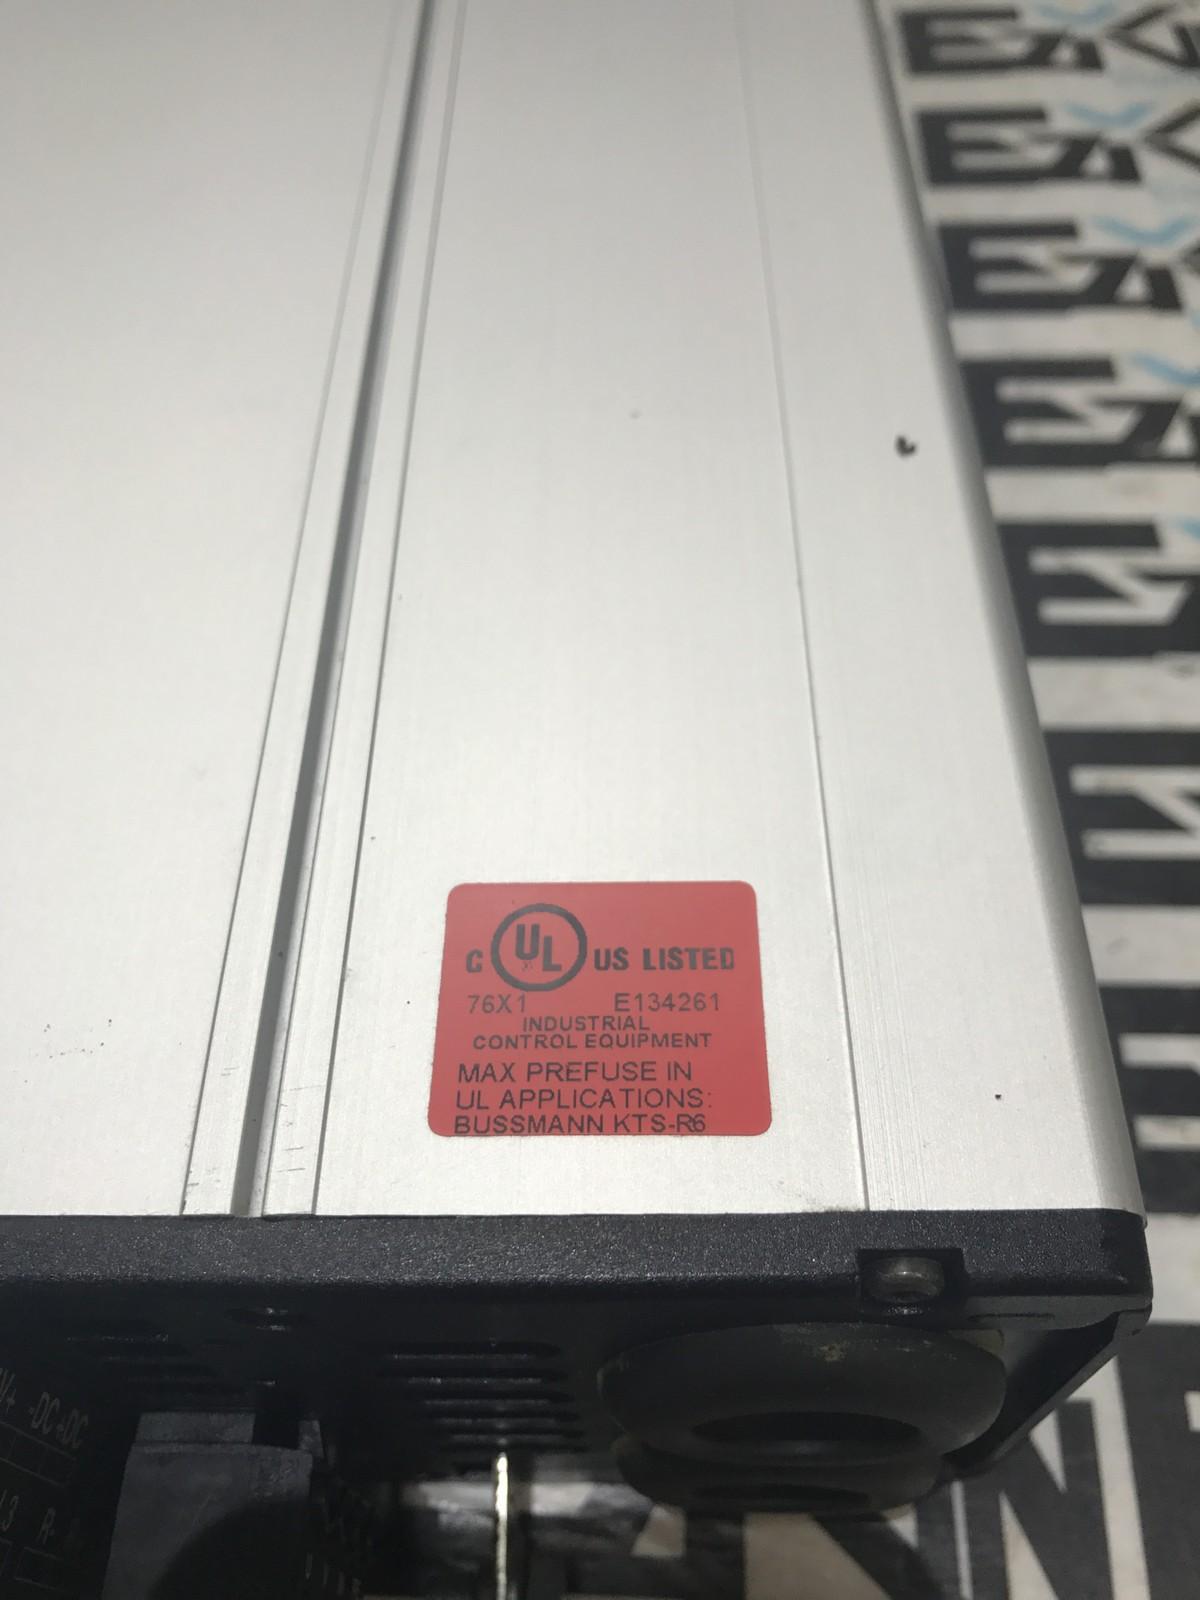 C UL US LISTED
76X1 E134261
INDUSTRIAL
CONTROL EQUIPMENT
MAX PREFUSE IN
UL APPLICATIONS:
BUSSMANN KTS-R6
-DC +DC
R-